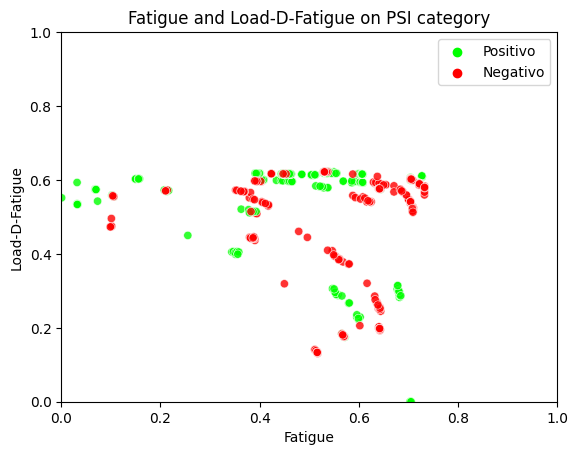 Fatigue and Load-D-Fatigue on PSI category
1.0
0.8
0.6
0.4
0.2
0.0
Load-D-Fatigue
Positivo
Negativo
0.0 0.2 0.4 0.6 0.8 1.0
Fatigue